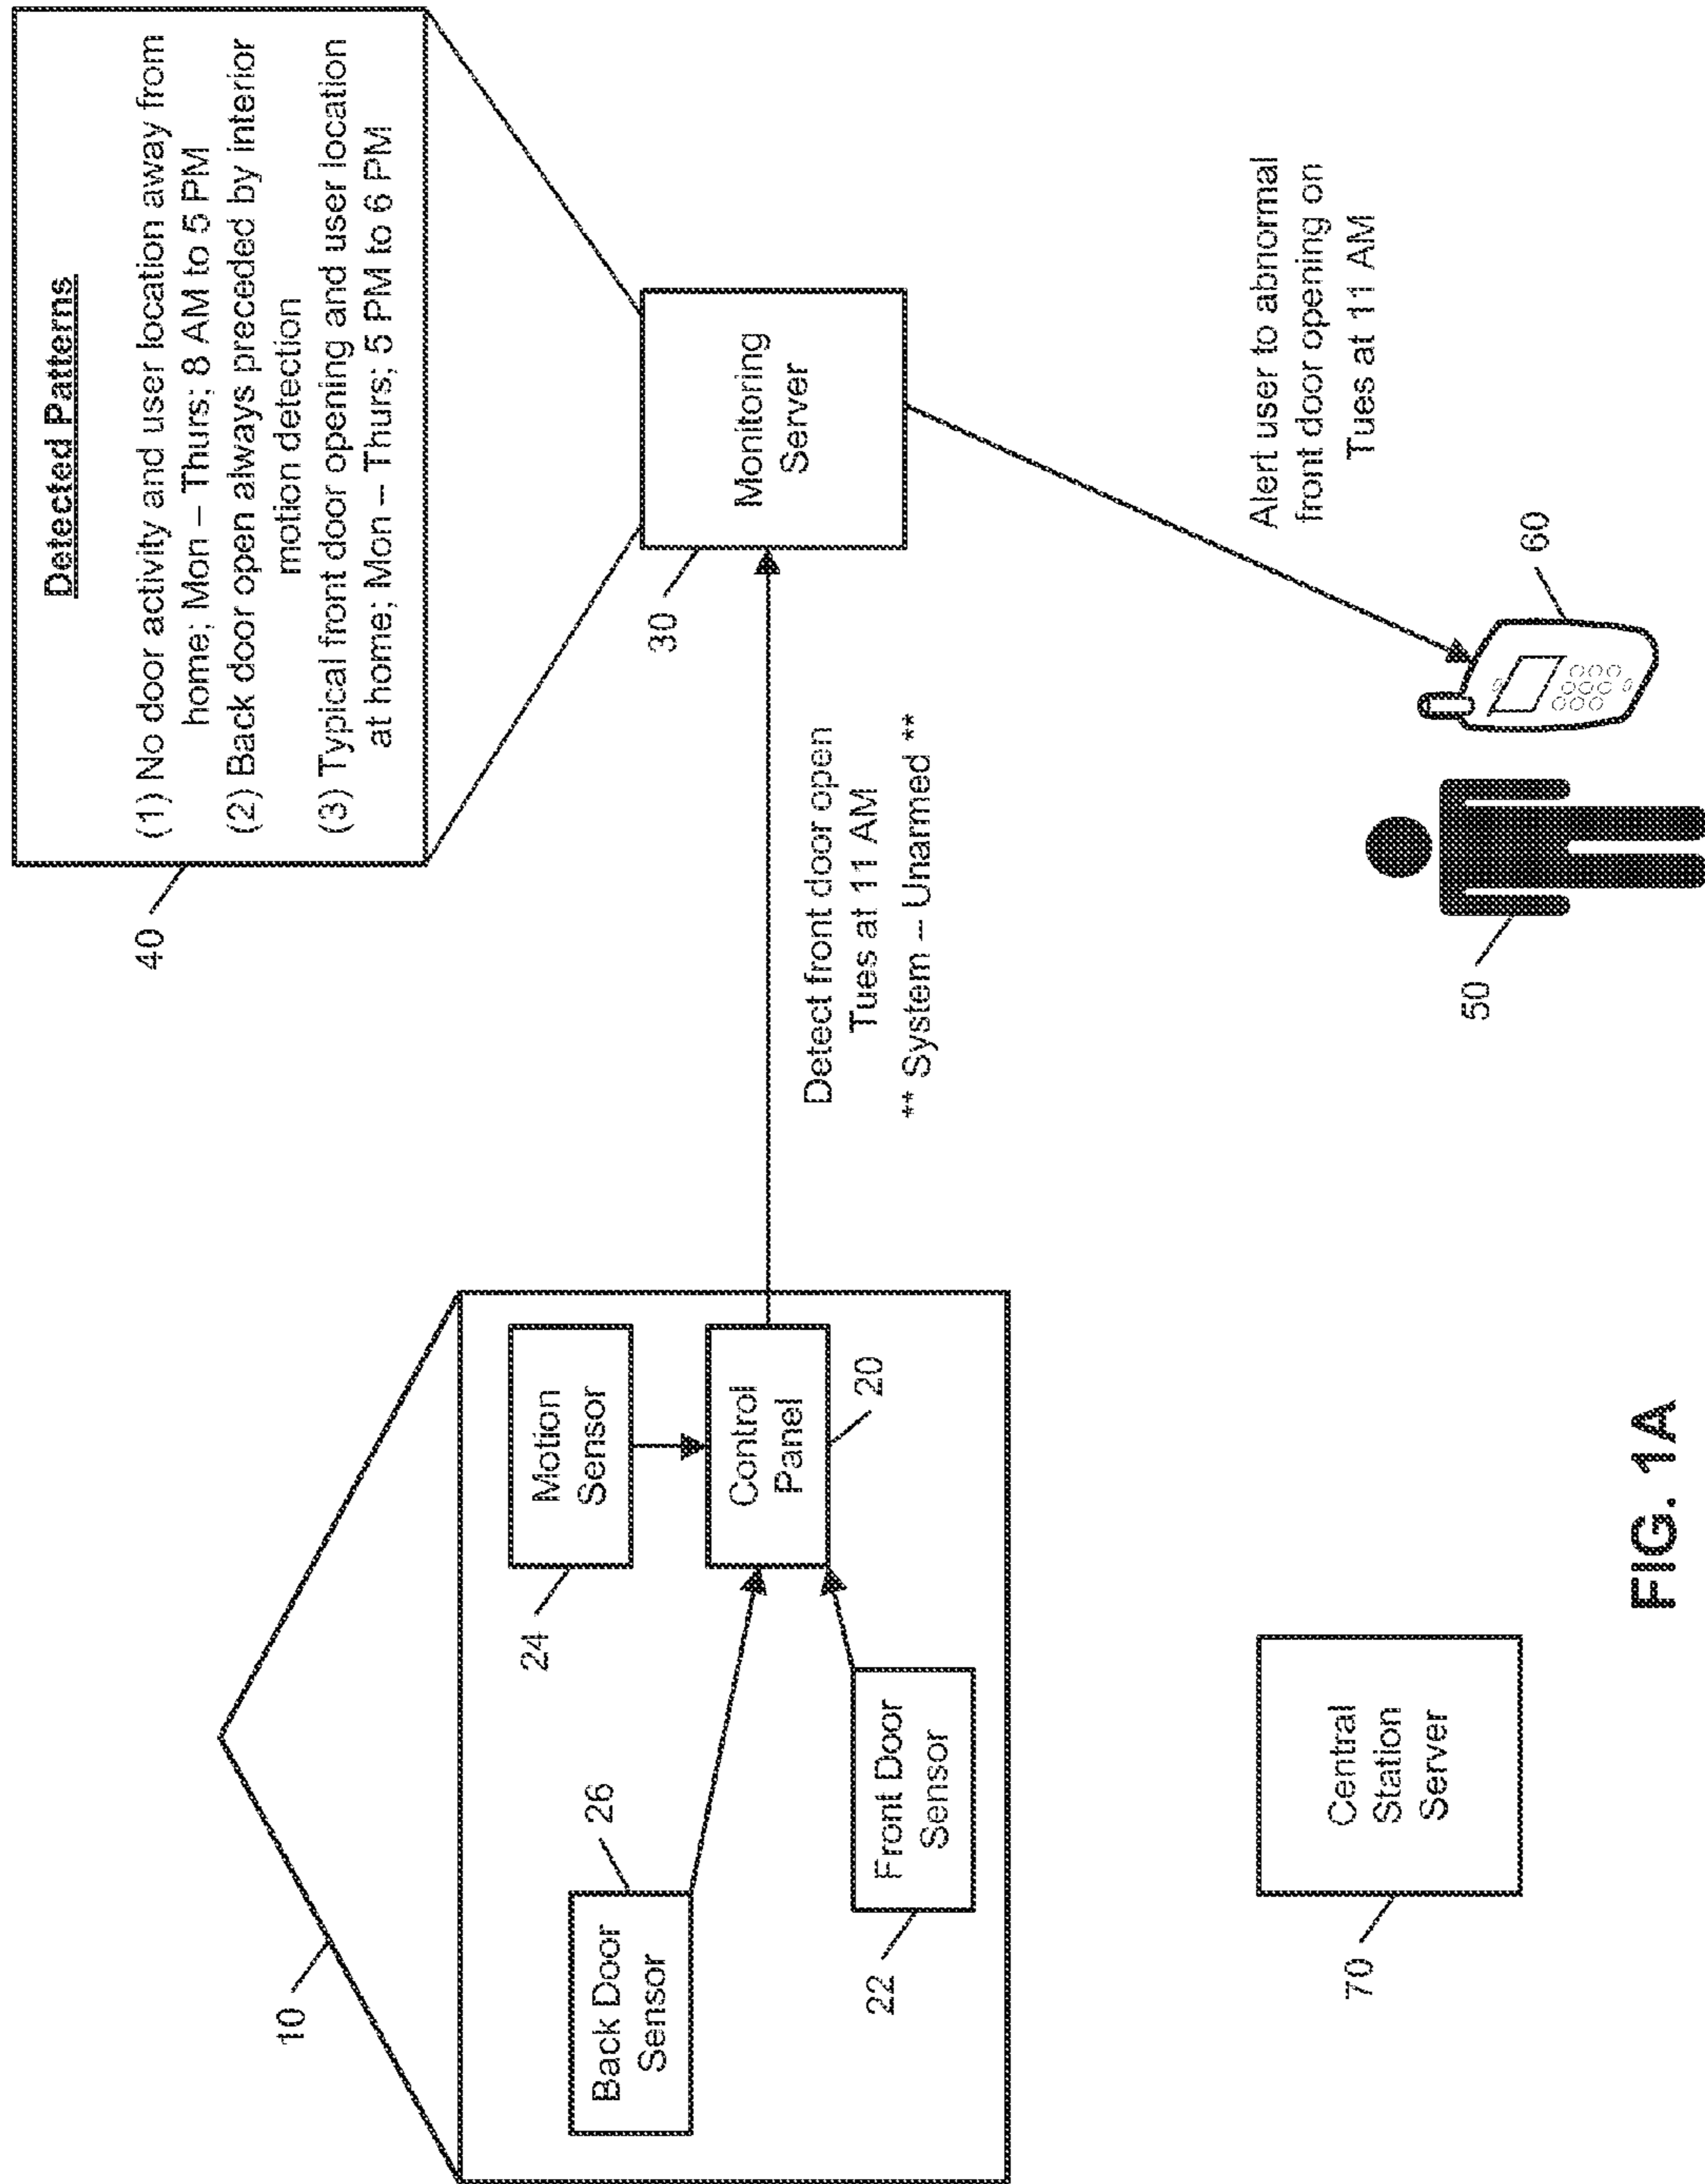 10
Back Door
Sensor
26
24
Motion
Sensor
Control
Panel
20
22
Front Door
Sensor
Detect front door open
Tues at 11 AM
** System – Unarmed **
40
Detected Patterns
(1) No door activity and user location away from
home; Mon – Thurs; 8 AM to 5 PM
(2) Back door open always preceded by interior
motion detection
(3) Typical front door opening and user location
at home; Mon – Thurs; 5 PM to 6 PM
30
Monitoring
Server
Alert user to abnormal
front door opening on
Tues at 11 AM
50
60
70
Central
Station
Server
FIG. 1A